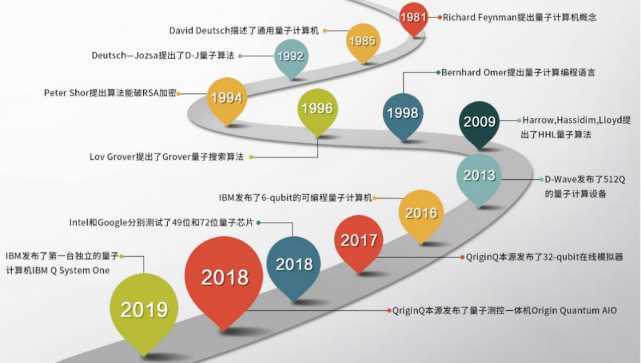 1981
Richard Feynman提出量子计算机概念
David Deutsch描述了通用量子计算机
1985
Deutsch—Jozsa提出了D-J量子算法
1992
Bernhard Omer提出量子计算编程语言
Peter Shor提出算法能破RSA加密
1994
1996
1998
2009
Harrow,Hassidim,Lloyd提
出了HHL量子算法
Lov Grover提出了Grover量子搜索算法
2013
D-Wave发布了512Q
的量子计算设备
IBM发布了6-qubit的可编程量子计算机
2016
Intel和Google分别测试了49位和72位量子芯片
2017
IBM发布了第一台独立的量子
计算机IBM Q System One
2018
2018
QriginQ本源发布了32-qubit在线模拟器
2019
QriginQ本源发布了量子测控一体机Origin Quantum AIO